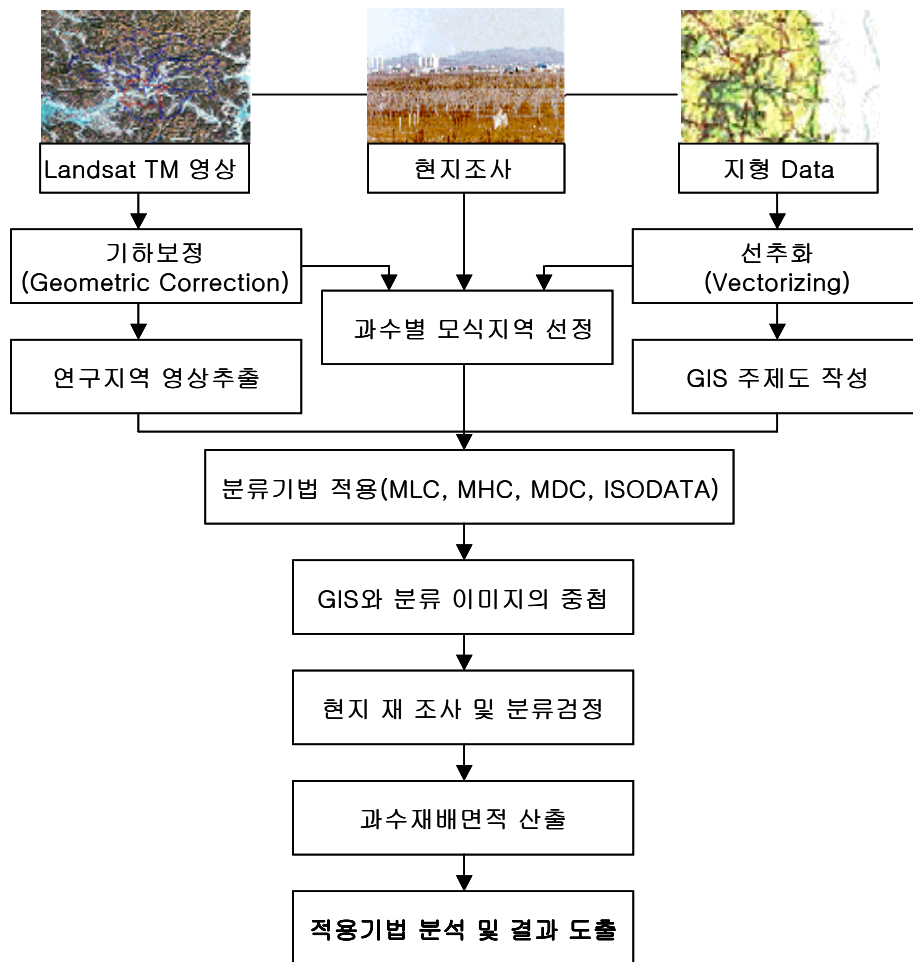 Landsat TM 영상
현지조사
지형 Data
기하보정
(Geometric Correction)
선추화
(Vectorizing)
과수별 모식지역 선정
연구지역 영상추출
GIS 주제도 작성
분류기법 적용(MLC, MHC, MDC, ISODATA)
GIS와 분류 이미지의 중첩
현지 재 조사 및 분류검정
과수재배면적 산출
적용기법 분석 및 결과 도출